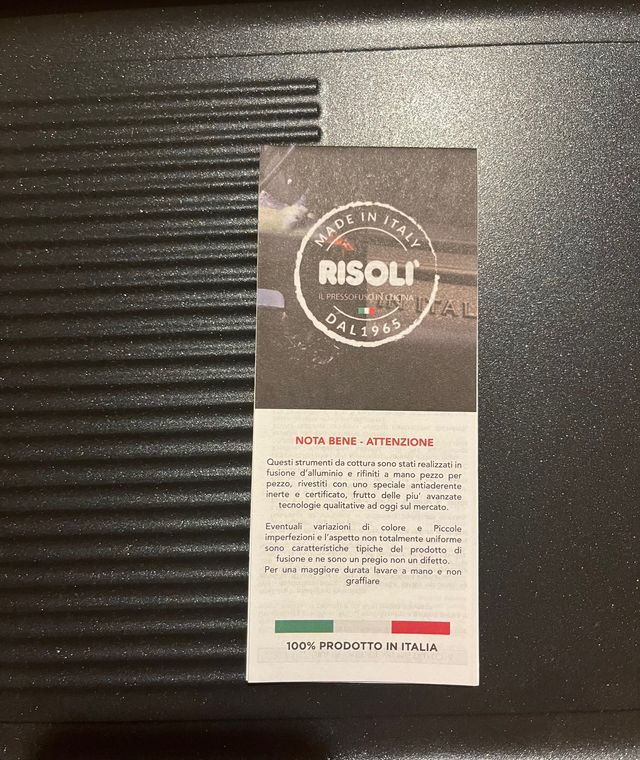 MADE IN ITALY
RISOLI'
IL PRESSOFUSO IN CUCINA
DAL 1965
ITAL
NOTA BENE - ATTENZIONE
Questi strumenti da cottura sono stati realizzati in
fusione d'alluminio e rifiniti a mano pezzo per
pezzo, rivestiti con uno speciale antiaderente
inerte e certificato, frutto delle piu' avanzate
tecnologie qualitative ad oggi sul mercato.
Eventuali variazioni di colore e Piccole
imperfezioni e l'aspetto non totalmente uniforme
sono caratteristiche tipiche del prodotto di
fusione e ne sono un pregio non un difetto.
Per una maggiore durata lavare a mano e non
graffiare
100% PRODOTTO IN ITALIA